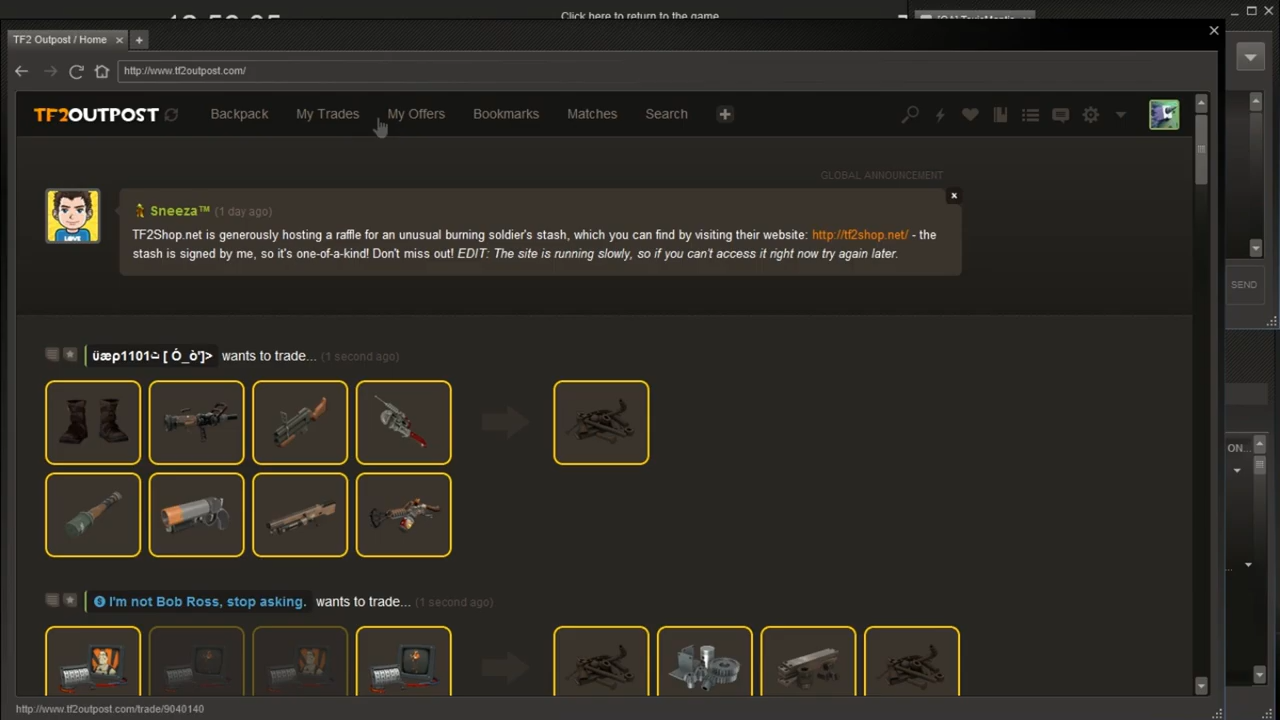 Click here to return to the game
TF2 Outpost / Home
http://www.tf2outpost.com/
TF2OUTPOST
Backpack
My Trades
My Offers
Bookmarks
Matches
Search
GLOBAL ANNOUNCEMENT
Sneeza™ (1 day ago)
TF2Shop.net is generously hosting a raffle for an unusual burning soldier's stash, which you can find by visiting their website: http://tf2shop.net/ - the
stash is signed by me, so it's one-of-a-kind! Don't miss out! EDIT: The site is running slowly, so if you can't access it right now try again later.
SEND
wants to trade... (1 second ago)
ON...
I'm not Bob Ross, stop asking. wants to trade... (1 second ago)
LOVE
http://www.tf2outpost.com/trade/9040140